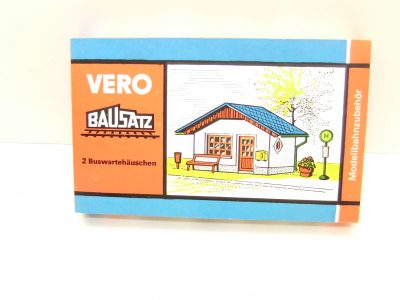 VERO
BAUSATZ
2 Buswartehäuschen
H
Modellbahnzubehör